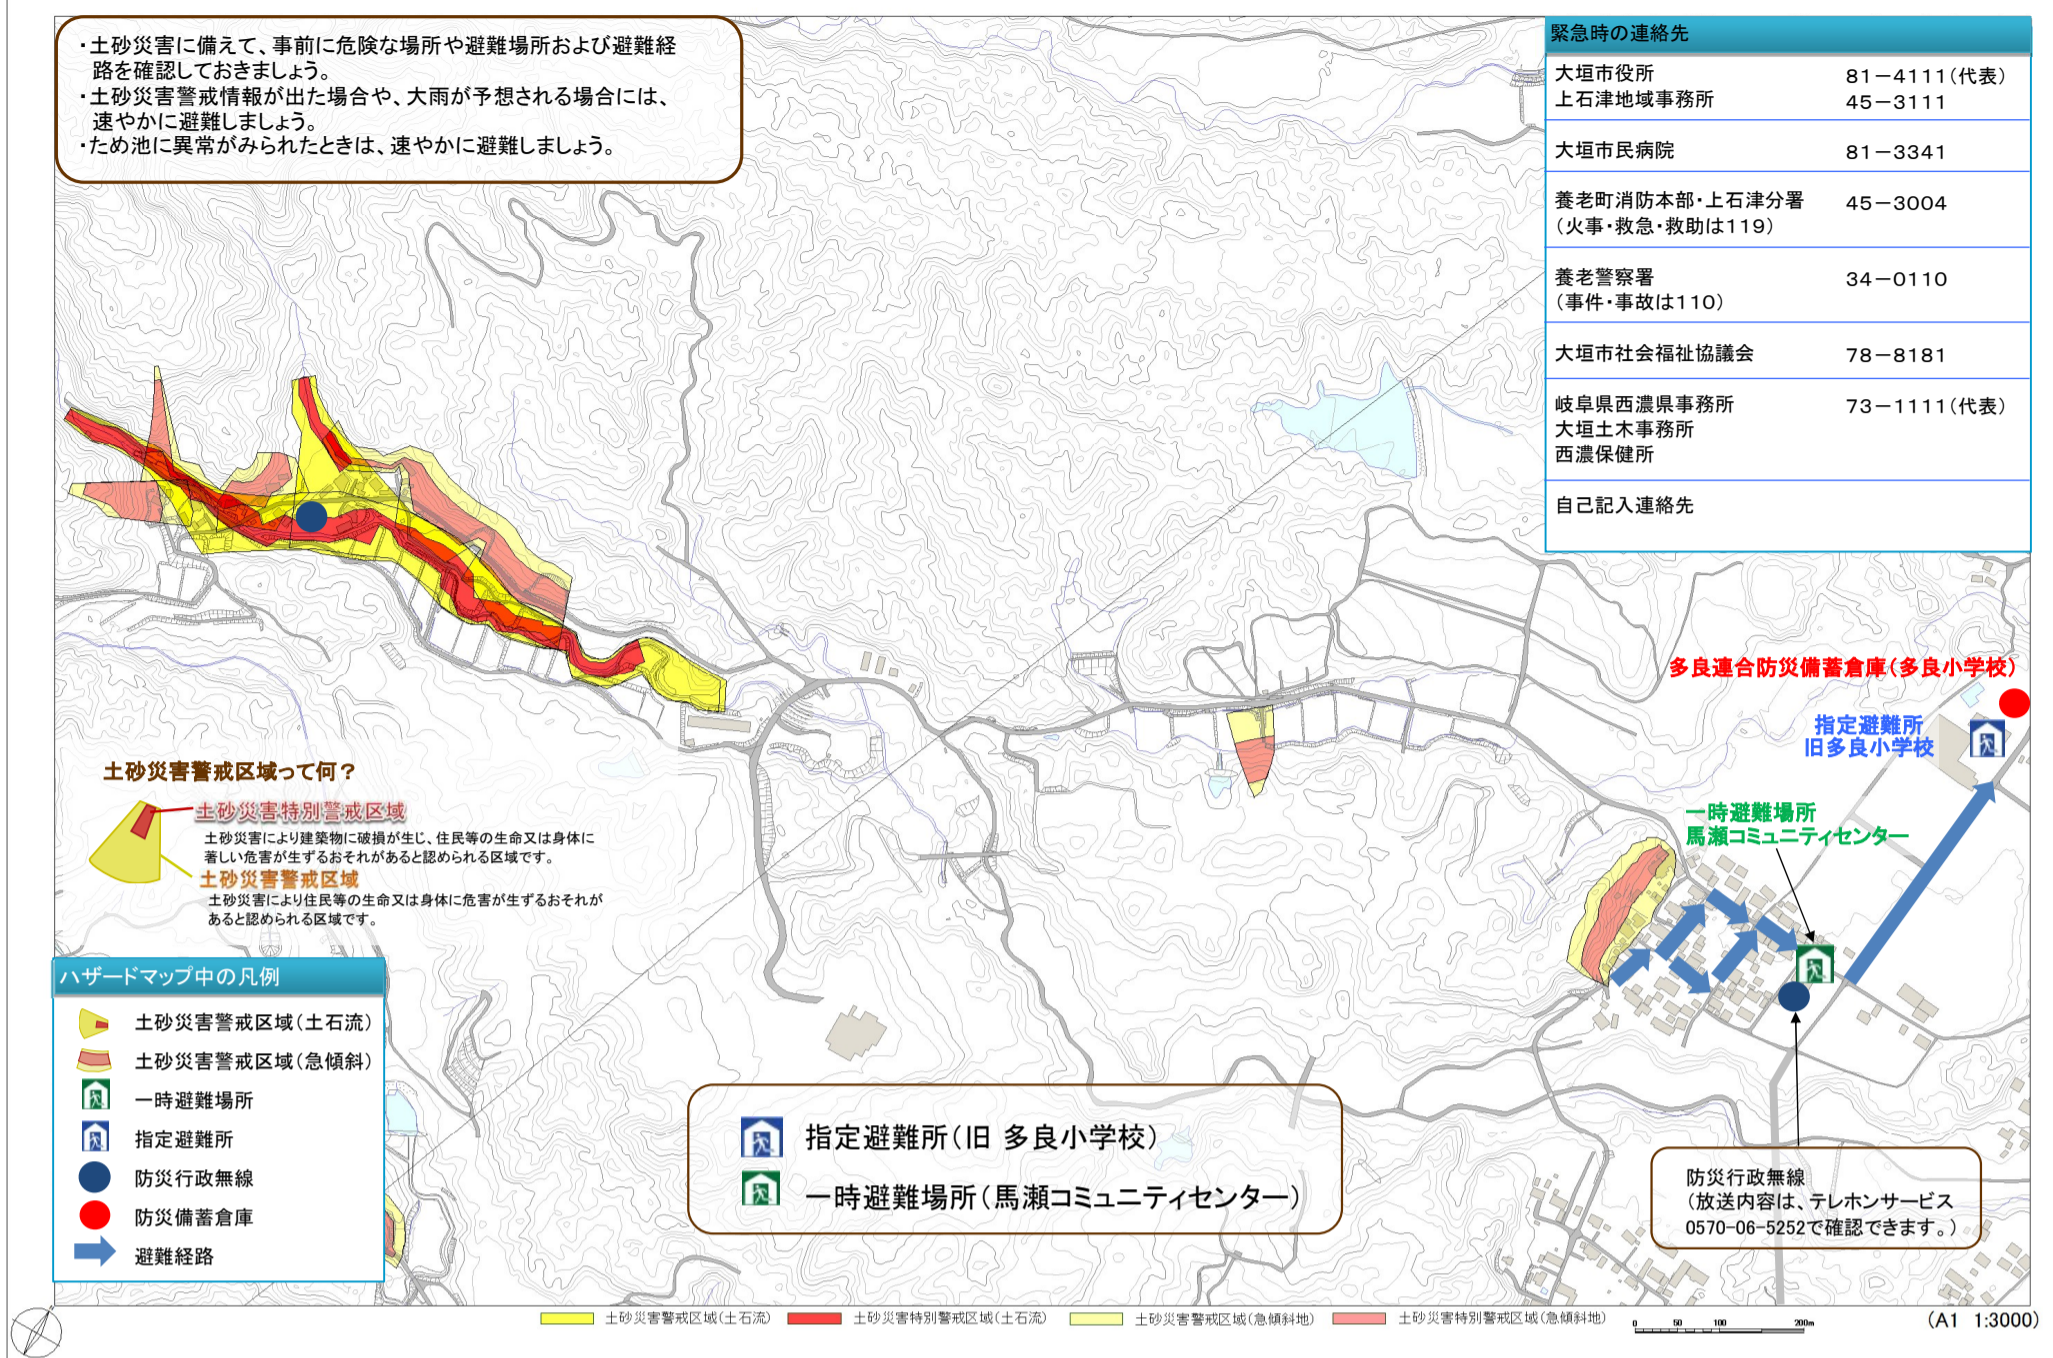 ・土砂災害に備えて、事前に危険な場所や避難場所および避難経
路を確認しておきましょう。
・土砂災害警戒情報が出た場合や、大雨が予想される場合には、
速やかに避難しましょう。
・ため池に異常がみられたときは、速やかに避難しましょう。
緊急時の連絡先
大垣市役所 81－4111(代表)
上石津地域事務所 45－3111
大垣市民病院 81－3341
養老町消防本部・上石津分署 45－3004
(火事・救急・救助は119)
養老警察署 34－0110
(事件・事故は110)
大垣市社会福祉協議会 78－8181
岐阜県西濃県事務所 73－1111(代表)
大垣土木事務所
西濃保健所
自己記入連絡先
多良連合防災備蓄倉庫(多良小学校)
指定避難所
旧多良小学校
一時避難場所
馬瀬コミュニティセンター
土砂災害警戒区域って何？
土砂災害特別警戒区域
土砂災害により建築物に破損が生じ、住民等の生命又は身体に
著しい危害が生ずるおそれがあると認められる区域です。
土砂災害警戒区域
土砂災害により住民等の生命又は身体に危害が生ずるおそれが
あると認められる区域です。
ハザードマップ中の凡例
土砂災害警戒区域(土石流)
土砂災害警戒区域(急傾斜)
一時避難場所
指定避難所
防災行政無線
防災備蓄倉庫
避難経路
指定避難所(旧 多良小学校)
一時避難場所(馬瀬コミュニティセンター)
防災行政無線
(放送内容は、テレホンサービス
0570-06-5252で確認できます。)
土砂災害警戒区域(土石流) 土砂災害特別警戒区域(土石流) 土砂災害警戒区域(急傾斜地) 土砂災害特別警戒区域(急傾斜地)
0 50 100 200m
(A1 1:3000)